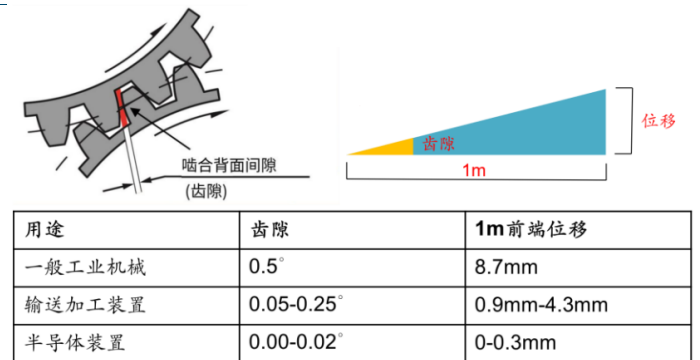 啮合背面间隙
(齿隙)
齿隙
位移
1m
用途 齿隙 1m前端位移
一般工业机械 0.5° 8.7mm
输送加工装置 0.05-0.25° 0.9mm-4.3mm
半导体装置 0.00-0.02° 0-0.3mm